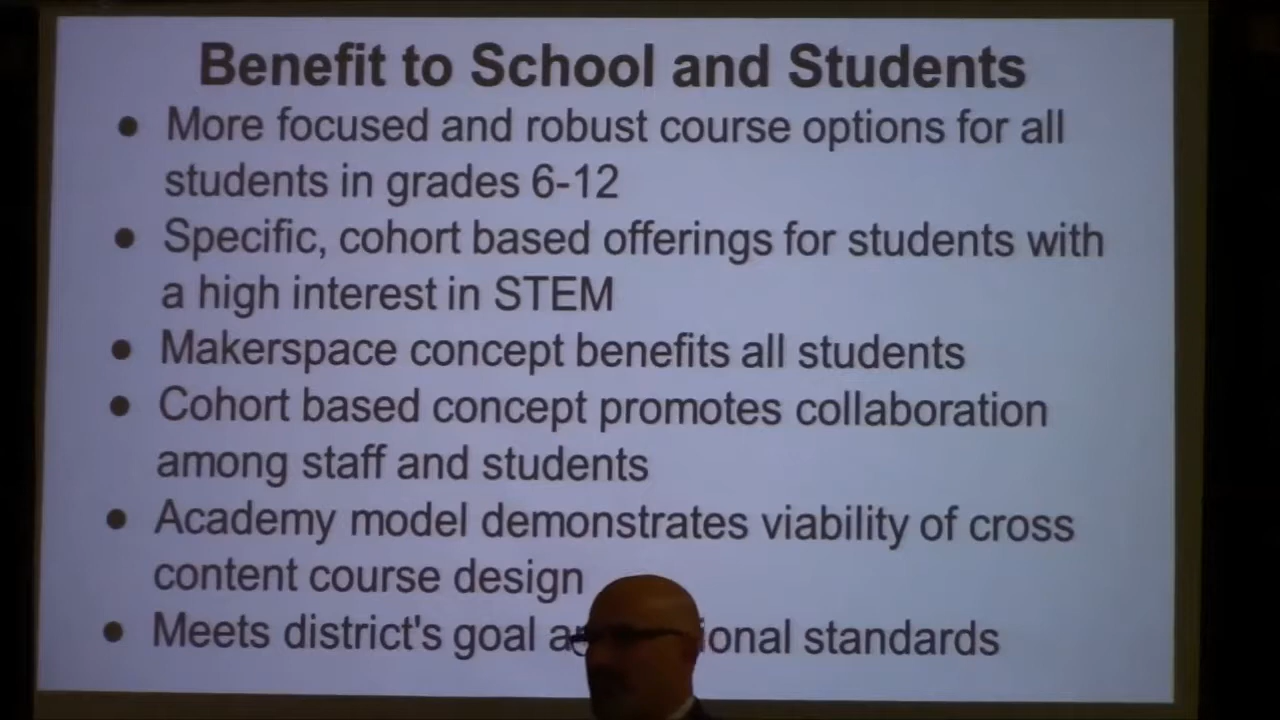 Benefit to School and Students
• More focused and robust course options for all
students in grades 6-12
• Specific, cohort based offerings for students with
a high interest in STEM
• Makerspace concept benefits all students
• Cohort based concept promotes collaboration
among staff and students
• Academy model demonstrates viability of cross
content course design
• Meets district's goal standards